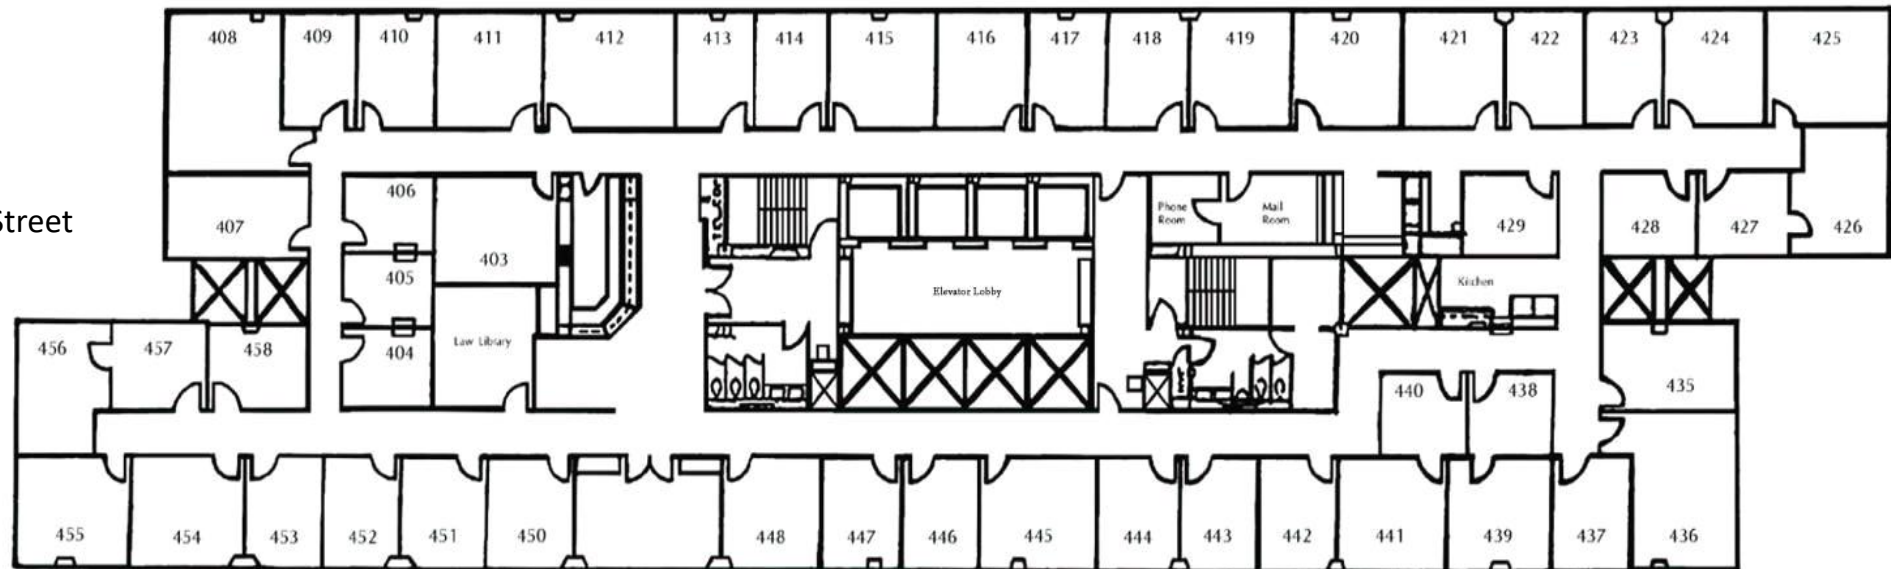 408 409 410 411 412 413 414 415 416 417 418 419 420 421 422 423 424 425
406
Phone
Room
Mail
Room
Street
407 403 429 428 427 426
405
Kitchen
Elevator Lobby
456 457 458 404 Law Library
440 438 435
455 454 453 452 451 450 448 447 446 445 444 443 442 441 439 437 436